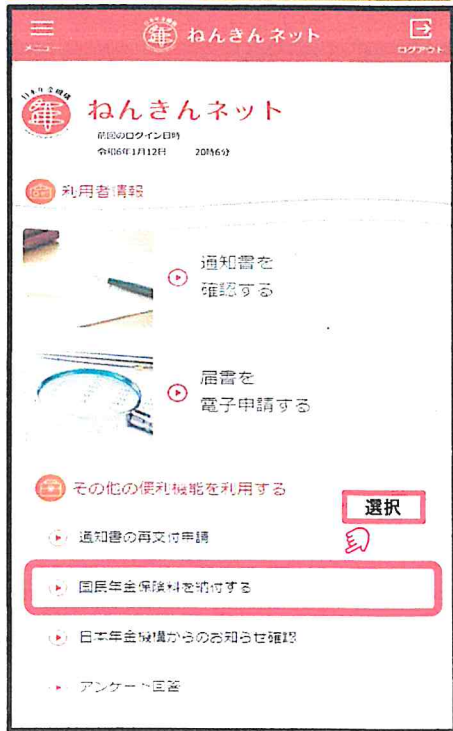 年 ねんきんネット
メニュー
ログアウト
日本年金機構
年
ねんきんネット
前回のログイン日時
令和6年1月12日 20時6分
利用者情報
通知書を
確認する
届書を
電子申請する
その他の便利機能を利用する
選択
通知書の再交付申請
国民年金保険料を納付する
日本年金機構からのお知らせ確認
アンケート回答